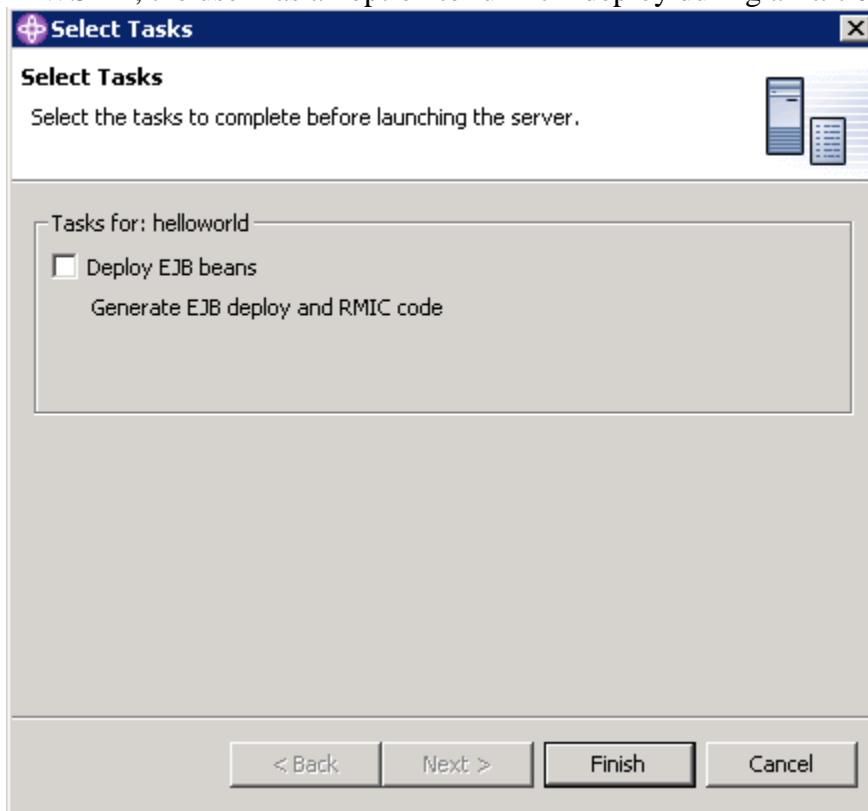 Select Tasks
Select Tasks
Select the tasks to complete before launching the server.
Tasks for: helloworld
Deploy EJB beans
Generate EJB deploy and RMIC code
< Back Next > Finish Cancel